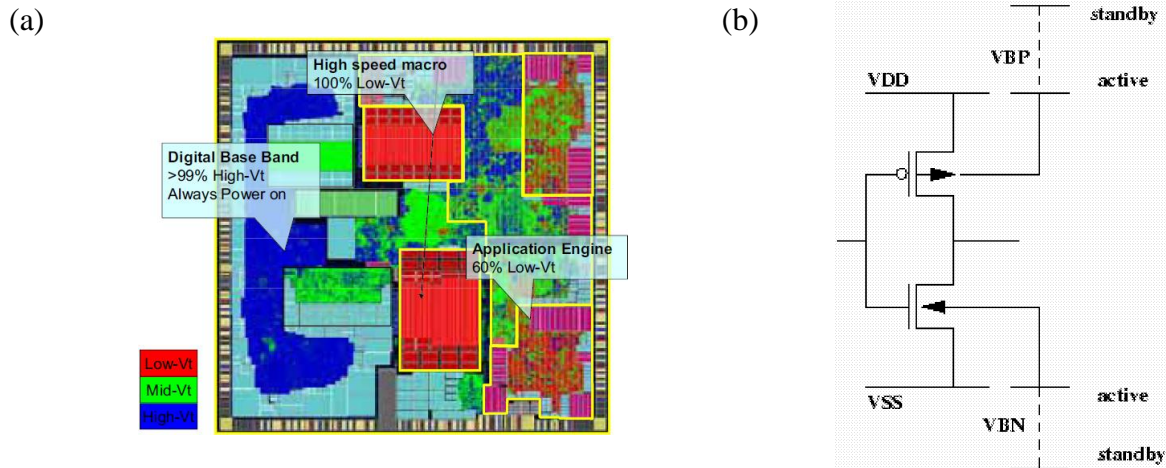 (a)
High speed macro
100% Low-Vt
Digital Base Band
>99% High-Vt
Always Power on
Application Engine
60% Low-Vt
Low-Vt
Mid-Vt
High-Vt
(b)
standby
VBP
VDD
active
VSS
active
VBN
standby